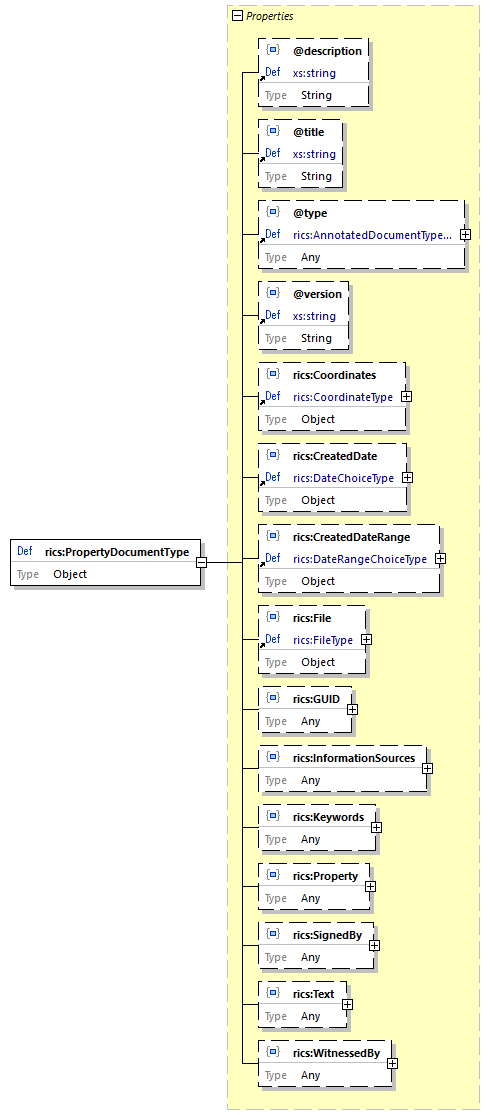 Properties
@description
Def xs:string
Type String
@title
Def xs:string
Type String
@type
Def rics:AnnotatedDocumentType...
Type Any
@version
Def xs:string
Type String
rics:Coordinates
Def rics:CoordinateType
Type Object
rics:CreatedDate
Def rics:DateChoiceType
Type Object
rics:CreatedDateRange
Def rics:DateRangeChoiceType
Type Object
Def rics:PropertyDocumentType
Type Object
rics:File
Def rics:FileType
Type Object
rics:GUID
Type Any
rics:InformationSources
Type Any
rics:Keywords
Type Any
rics:Property
Type Any
rics:SignedBy
Type Any
rics:Text
Type Any
rics:WitnessedBy
Type Any